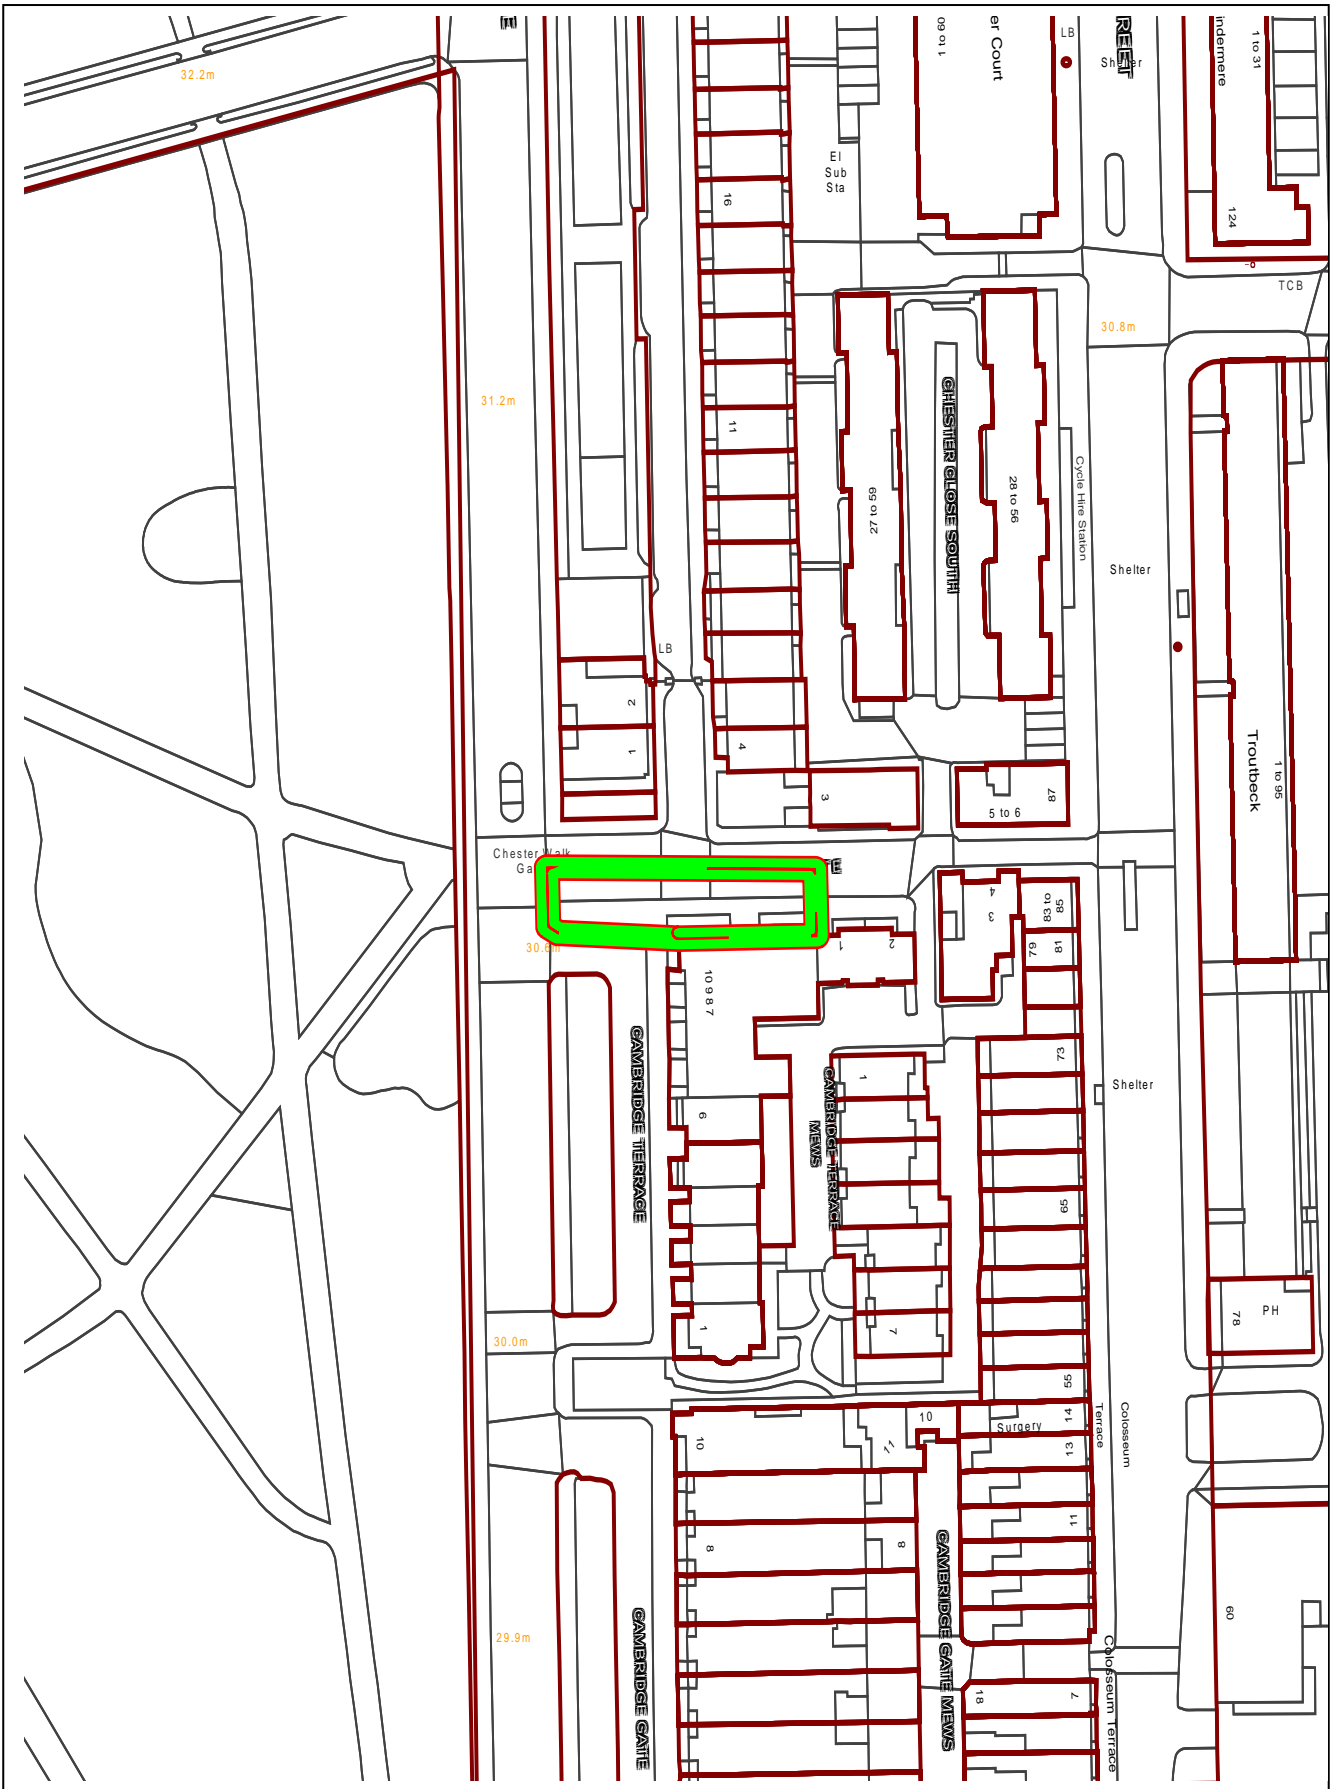 32.2m
1 to 60
er Court
LB
Shelter
REET
indermere
1 to 31
124
El
Sub
Sta
16
TCB
30.8m
31.2m
11
CHESTER CLOSE SOUTH
27 to 59
28 to 56
Cycle Hire Station
Shelter
LB
2
1
4
3
5 to 6
87
Troutbeck
1 to 95
Chester Walk
Ga
30.6m
1
2
4
3
83 to
85
81
79
10 9 8 7
CAMBRIDGE TERRACE
CAMBRIDGE TERRACE
MEWS
1
73
Shelter
6
65
1
7
30.0m
55
78
PH
10
11
10
Surgery
14
13
Terrace
Colosseum
11
8
8
CAMBRIDGE GATE
CAMBRIDGE GATE MEWS
29.9m
60
18
7
Colosseum Terrace